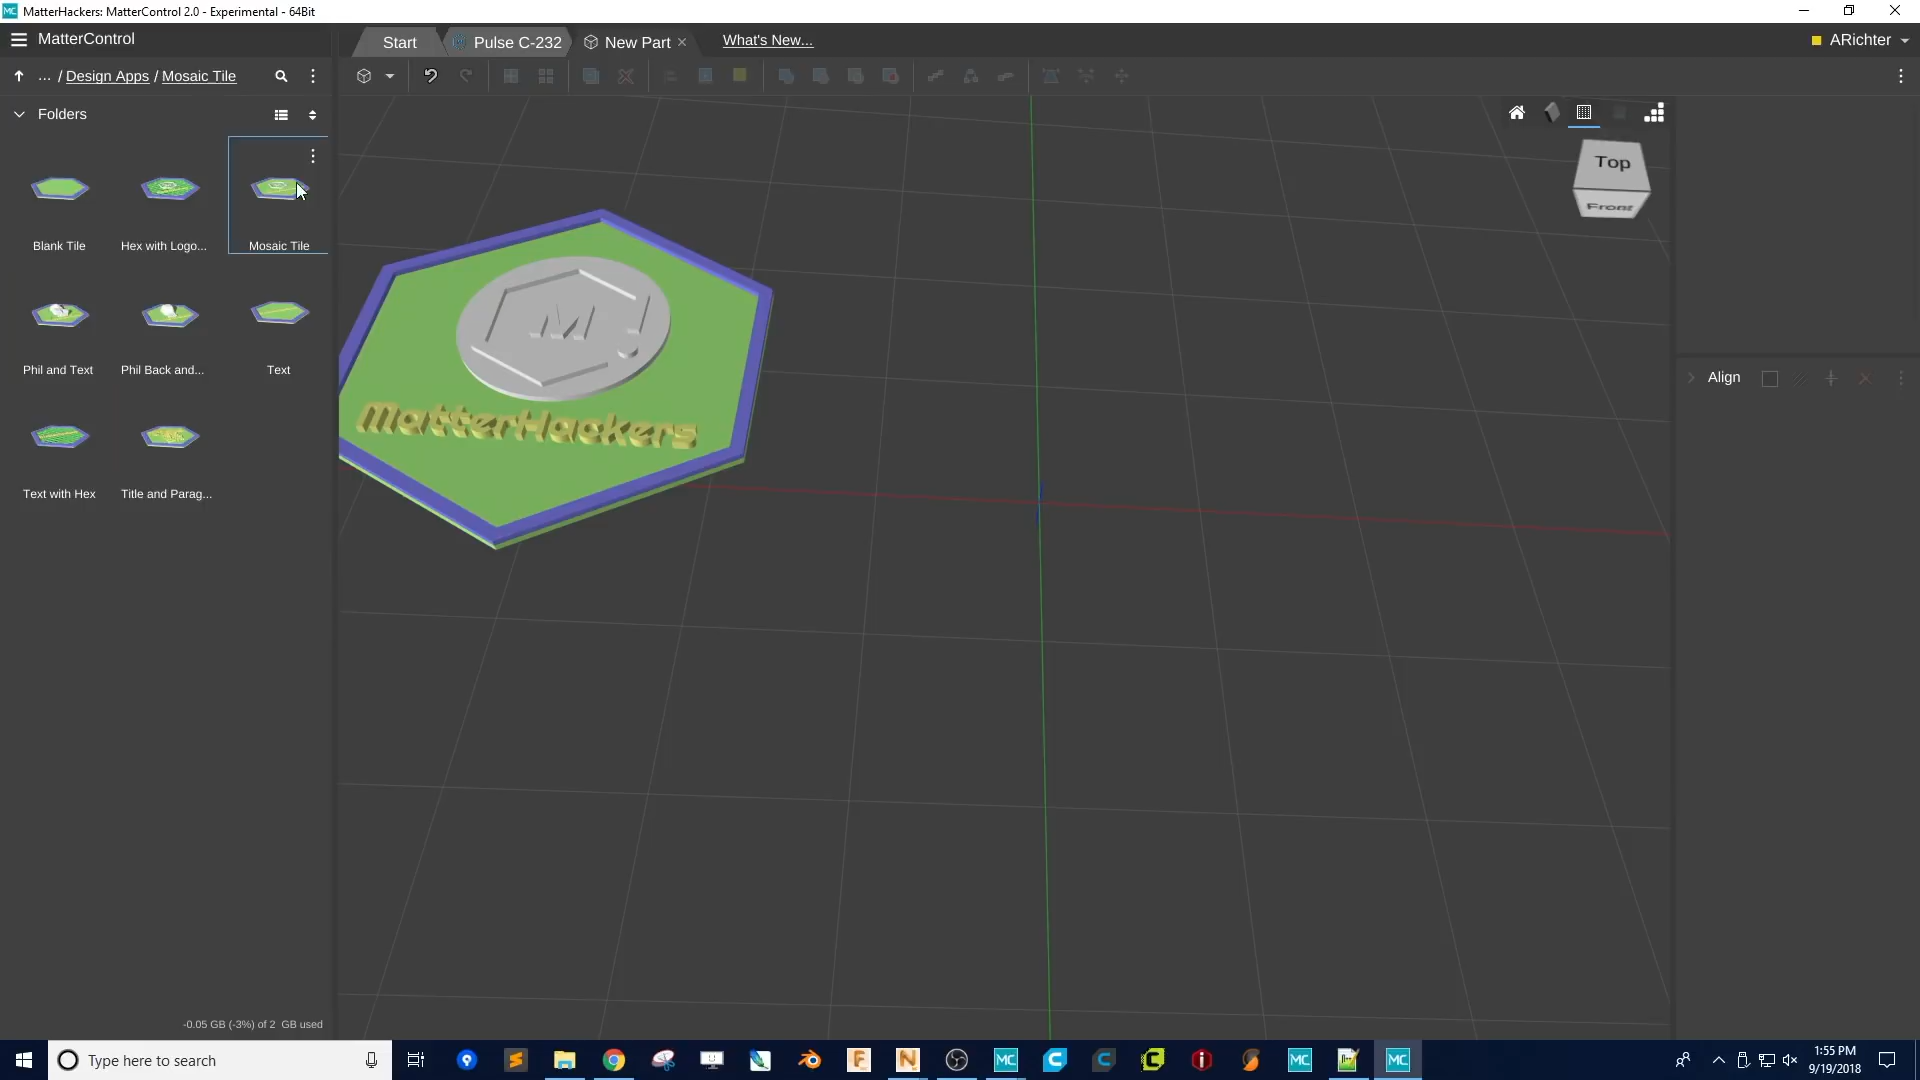 MatterHackers: MatterControl 2.0 - Experimental - 64Bit
MatterControl
Start
Pulse C-232
New Part
What's New...
ARichter
... / Design Apps / Mosaic Tile
Folders
Blank Tile
Hex with Logo...
Mosaic Tile
Phil and Text
Phil Back and...
Text
Text with Hex
Title and Parag...
M
MatterHackers
Top
Front
Align
-0.05 GB (-3%) of 2 GB used
Type here to search
1:55 PM
9/19/2018